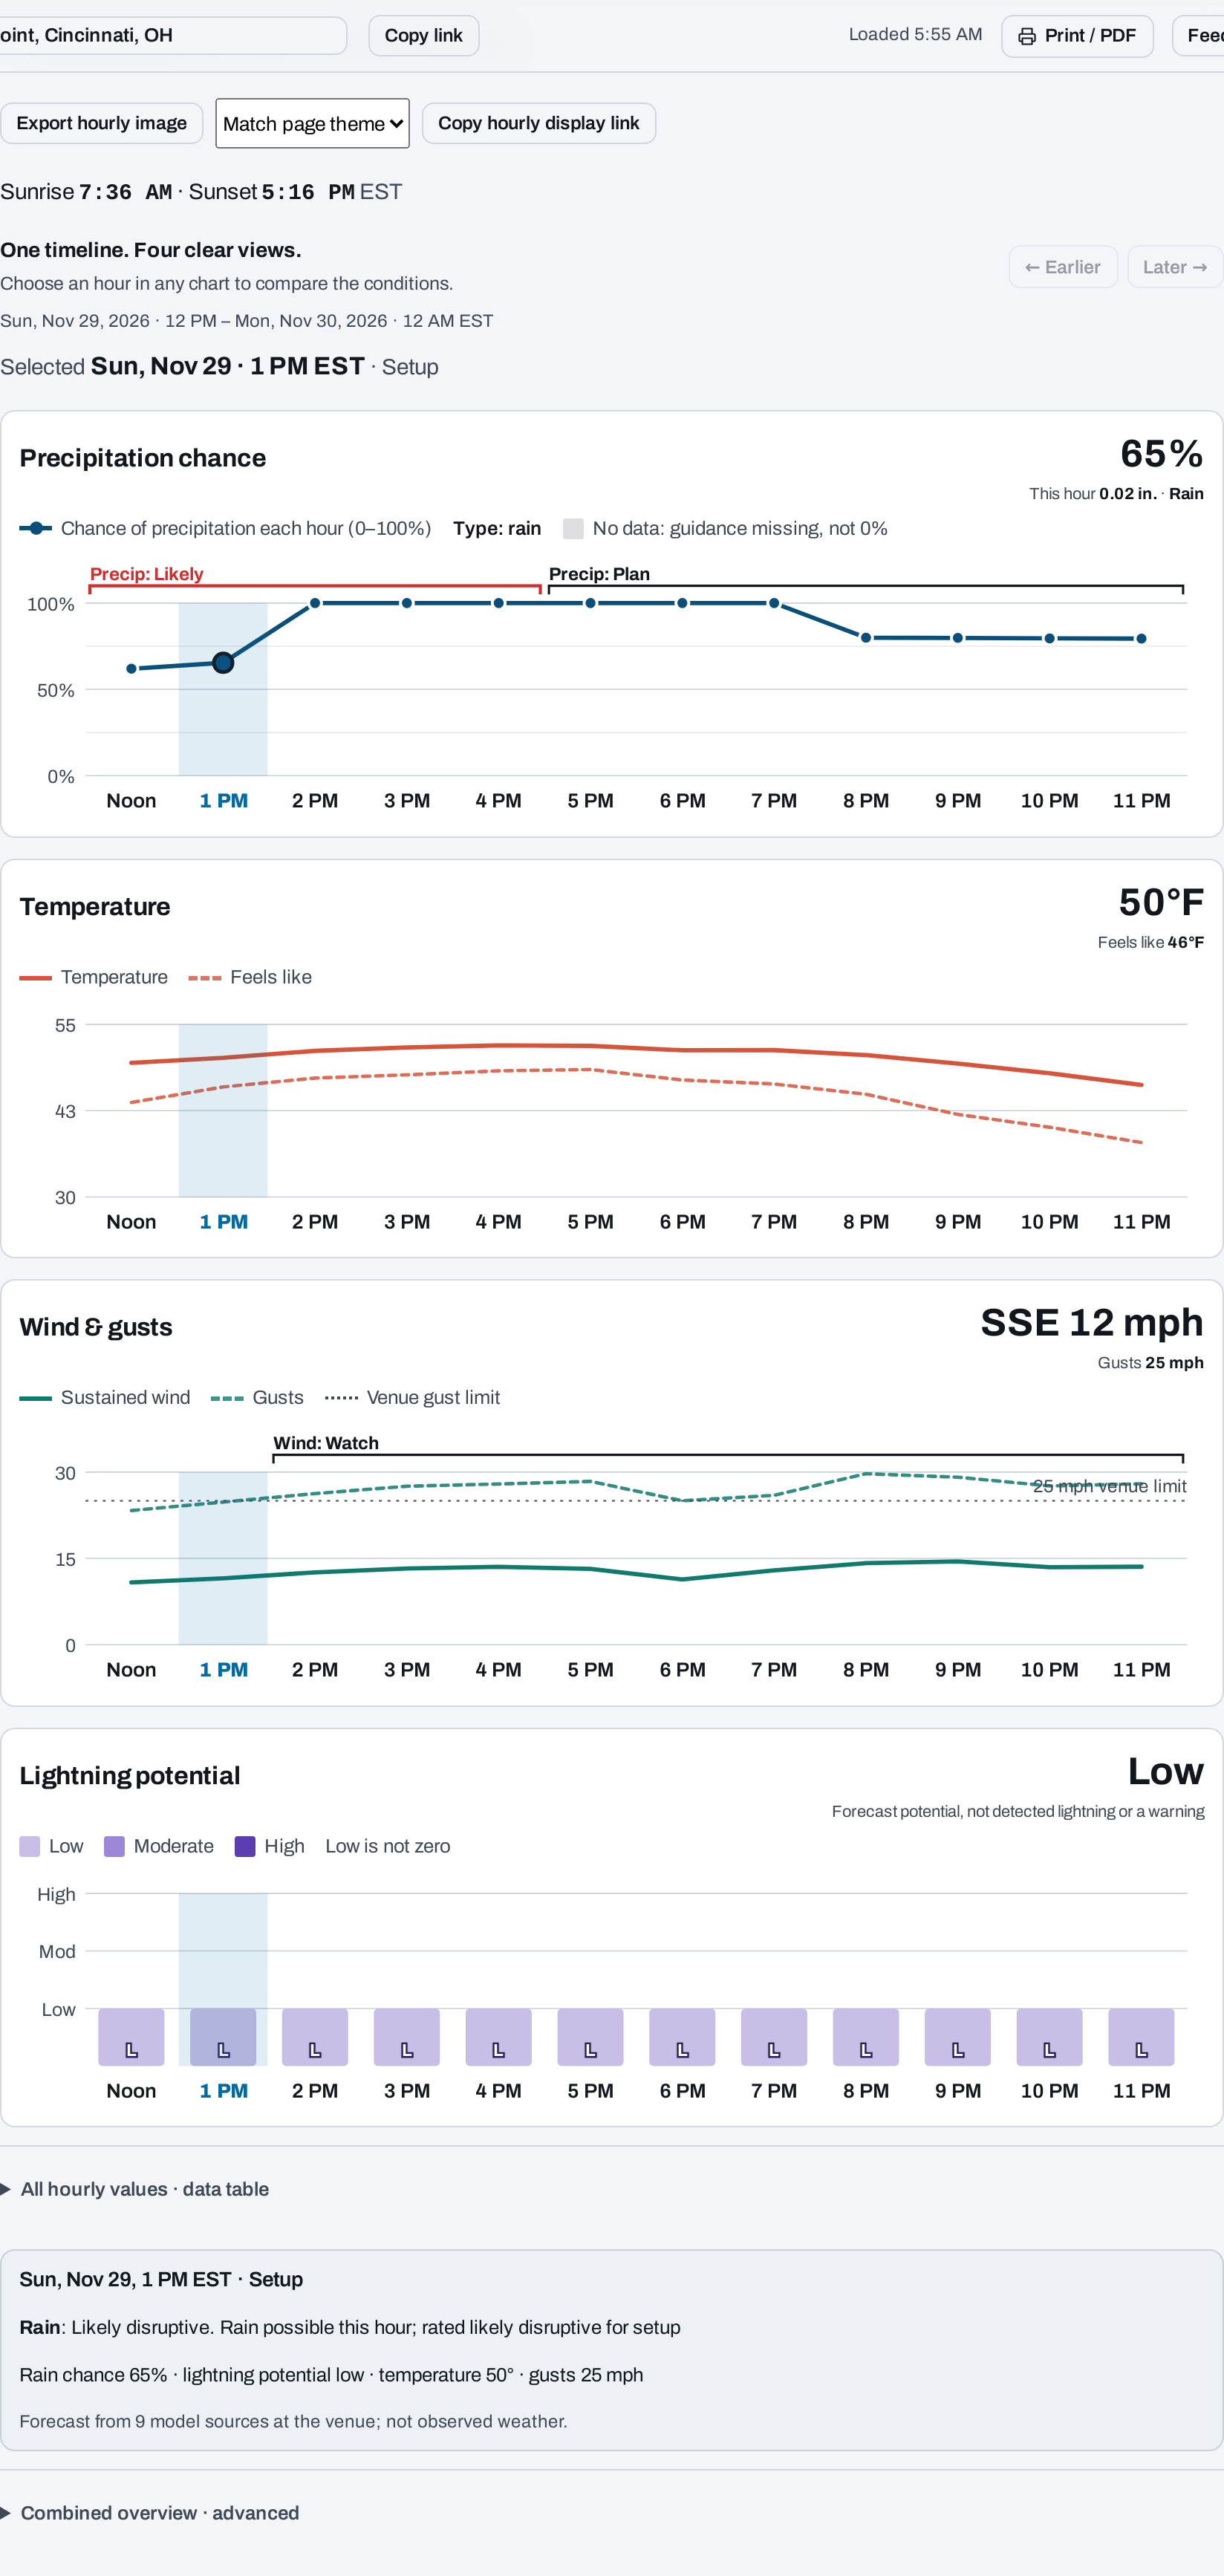 oint, Cincinnati, OH
Copy link
Loaded 5:55 AM
Print / PDF
Export hourly image
Match page theme
Copy hourly display link
Sunrise 7:36 AM · Sunset 5:16 PM EST
One timeline. Four clear views.
← Earlier
Later →
Choose an hour in any chart to compare the conditions.
Sun, Nov 29, 2026 · 12 PM – Mon, Nov 30, 2026 · 12 AM EST
Selected Sun, Nov 29 · 1 PM EST · Setup
Precipitation chance
65%
This hour 0.02 in. · Rain
Chance of precipitation each hour (0–100%)
Type: rain
No data: guidance missing, not 0%
Precip: Likely
Precip: Plan
100%
50%
0%
Noon 1 PM 2 PM 3 PM 4 PM 5 PM 6 PM 7 PM 8 PM 9 PM 10 PM 11 PM
Temperature
50°F
Feels like 46°F
Temperature
Feels like
55
43
30
Noon 1 PM 2 PM 3 PM 4 PM 5 PM 6 PM 7 PM 8 PM 9 PM 10 PM 11 PM
Wind & gusts
SSE 12 mph
Gusts 25 mph
Sustained wind
Gusts
Venue gust limit
Wind: Watch
30
25 mph venue limit
15
0
Noon 1 PM 2 PM 3 PM 4 PM 5 PM 6 PM 7 PM 8 PM 9 PM 10 PM 11 PM
Lightning potential
Low
Forecast potential, not detected lightning or a warning
Low
Moderate
High
Low is not zero
High
Mod
Low
L L L L L L L L L L L L
Noon 1 PM 2 PM 3 PM 4 PM 5 PM 6 PM 7 PM 8 PM 9 PM 10 PM 11 PM
All hourly values · data table
Sun, Nov 29, 1 PM EST · Setup
Rain: Likely disruptive. Rain possible this hour; rated likely disruptive for setup
Rain chance 65% · lightning potential low · temperature 50° · gusts 25 mph
Forecast from 9 model sources at the venue; not observed weather.
Combined overview · advanced